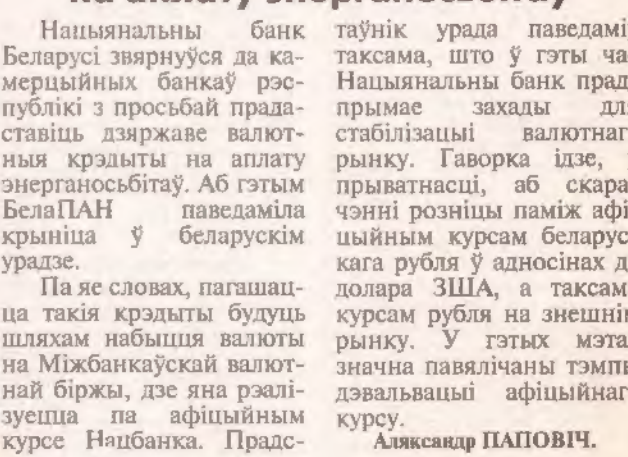 Нацыянальны банк
Беларусі звярнуўся да ка-
мерцыйных банкаў рэс-
публікі з просьбай прада-
ставіць дзяржаве валют-
ныя крэдыты на аплату
энерганосьбітаў. Аб гэтым
БелаПАН паведаміла
крыніца ў беларускім
урадзе.
Па яе словах, пагашац-
ца такія крэдыты будуць
шляхам набыцця валюты
на Міжбанкаўскай валют-
най біржы, дзе яна рэалі-
зуецца па афіцыйным
курсе Нацбанка. Прадс-
таўнік урада паведамі
таксама, што ў гэты ча
Нацыянальны банк прад
прымае захады дл
стабілізацыі валютнаг
рынку. Гаворка ідзе,
прыватнасці, аб скара
чэнні розніцы паміж афі
цыйным курсам беларус
кага рубля ў адносінах д
долара ЗША, а таксам
курсам рубля на знешні
рынку. У гэтых мэта
значна павялічаны тэмп
дэвальвацыі афіцыйнаг
курсу.
Аляксандр ПАПОВІЧ.